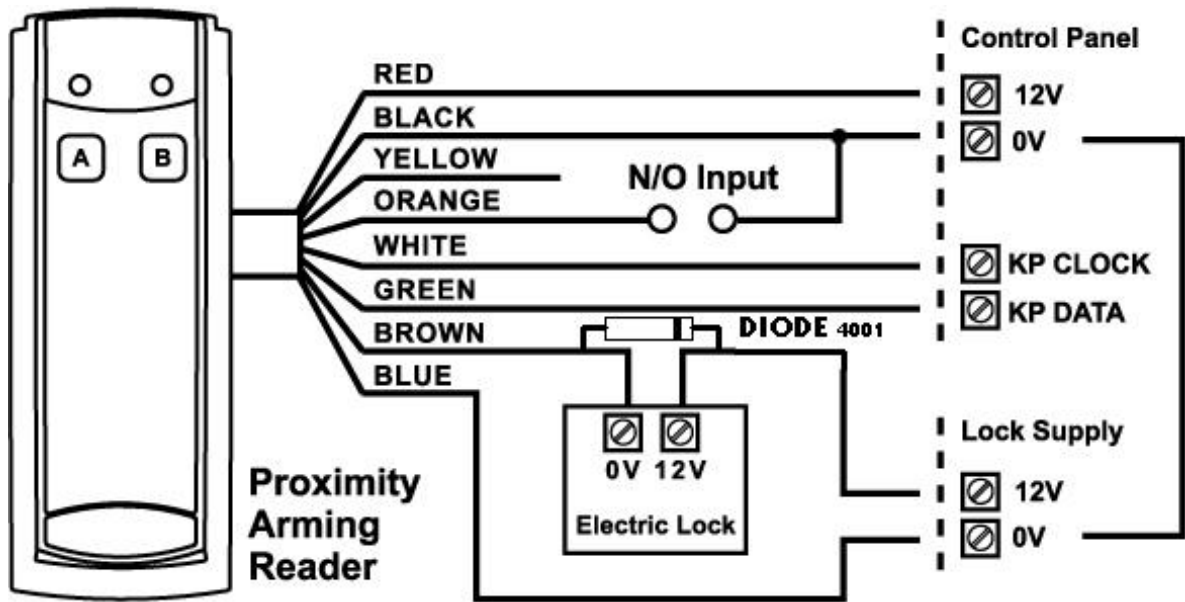 A
B
Proximity
Arming
Reader
RED
BLACK
YELLOW
ORANGE
WHITE
GREEN
BROWN
BLUE
N/O Input
DIODE 4001
0V 12V
Electric Lock
Control Panel
12V
0V
KP CLOCK
KP DATA
Lock Supply
12V
0V